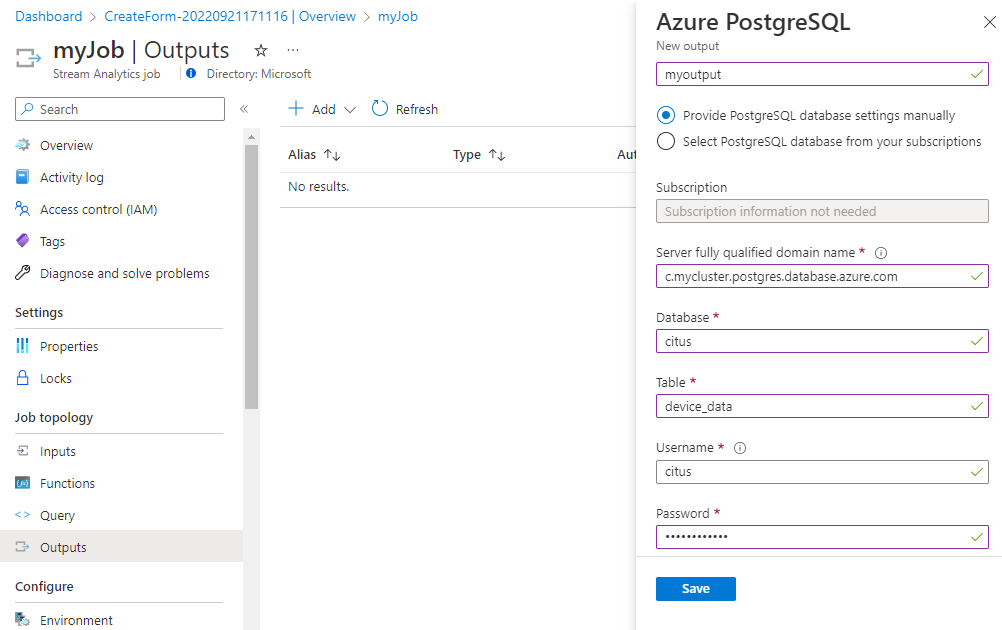 Dashboard > CreateForm-20220921171116 | Overview > myJob
myJob | Outputs ☆ ...
Stream Analytics job
Directory: Microsoft
Search
«
Overview
Activity log
Access control (IAM)
Tags
Diagnose and solve problems
Settings
Properties
Locks
Job topology
Inputs
Functions
Query
Outputs
Configure
Environment
Add
Refresh
Alias ↑↓
Type ↑↓
Aut
No results.
Azure PostgreSQL
New output
myoutput
Provide PostgreSQL database settings manually
Select PostgreSQL database from your subscriptions
Subscription
Subscription information not needed
Server fully qualified domain name *
c.mycluster.postgres.database.azure.com
Database *
citus
Table *
device_data
Username *
citus
Password *
••••••••••••
Save